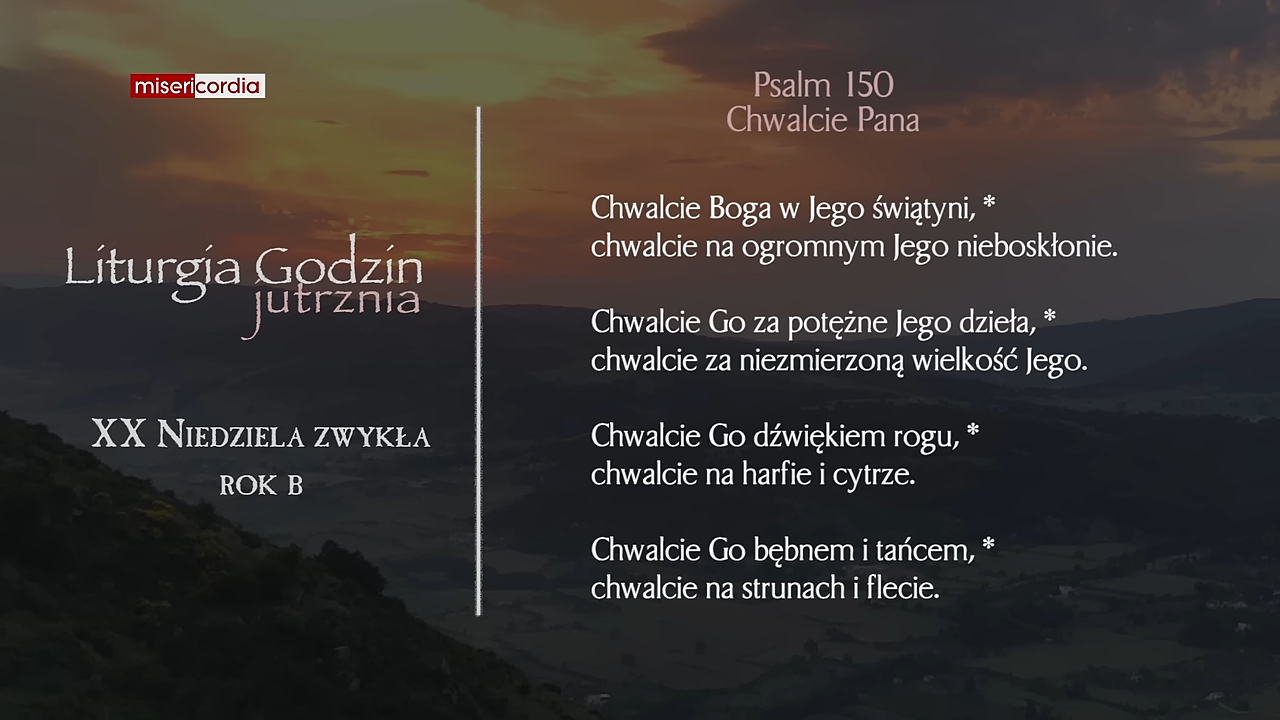 misericordia
Liturgia Godzin
jutrznia
XX Niedziela zwykła
rok B
Psalm 150
Chwalcie Pana
Chwalcie Boga w Jego świątyni, *
chwalcie na ogromnym Jego nieboskłonie.
Chwalcie Go za potężne Jego dzieła, *
chwalcie za niezmierzoną wielkość Jego.
Chwalcie Go dźwiękiem rogu, *
chwalcie na harfie i cytrze.
Chwalcie Go bębnem i tańcem, *
chwalcie na strunach i flecie.